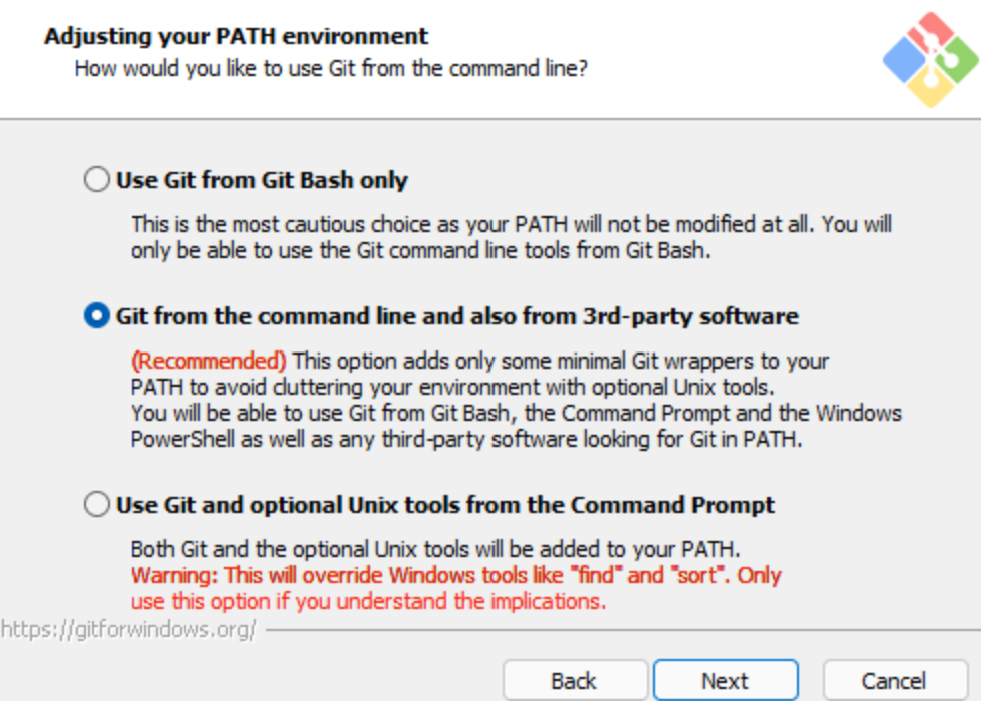 Adjusting your PATH environment
How would you like to use Git from the command line?
Use Git from Git Bash only
This is the most cautious choice as your PATH will not be modified at all. You will
only be able to use the Git command line tools from Git Bash.
Git from the command line and also from 3rd-party software
(Recommended) This option adds only some minimal Git wrappers to your
PATH to avoid cluttering your environment with optional Unix tools.
You will be able to use Git from Git Bash, the Command Prompt and the Windows
PowerShell as well as any third-party software looking for Git in PATH.
Use Git and optional Unix tools from the Command Prompt
Both Git and the optional Unix tools will be added to your PATH.
Warning: This will override Windows tools like "find" and "sort". Only
use this option if you understand the implications.
https://gitforwindows.org/
Back Next Cancel